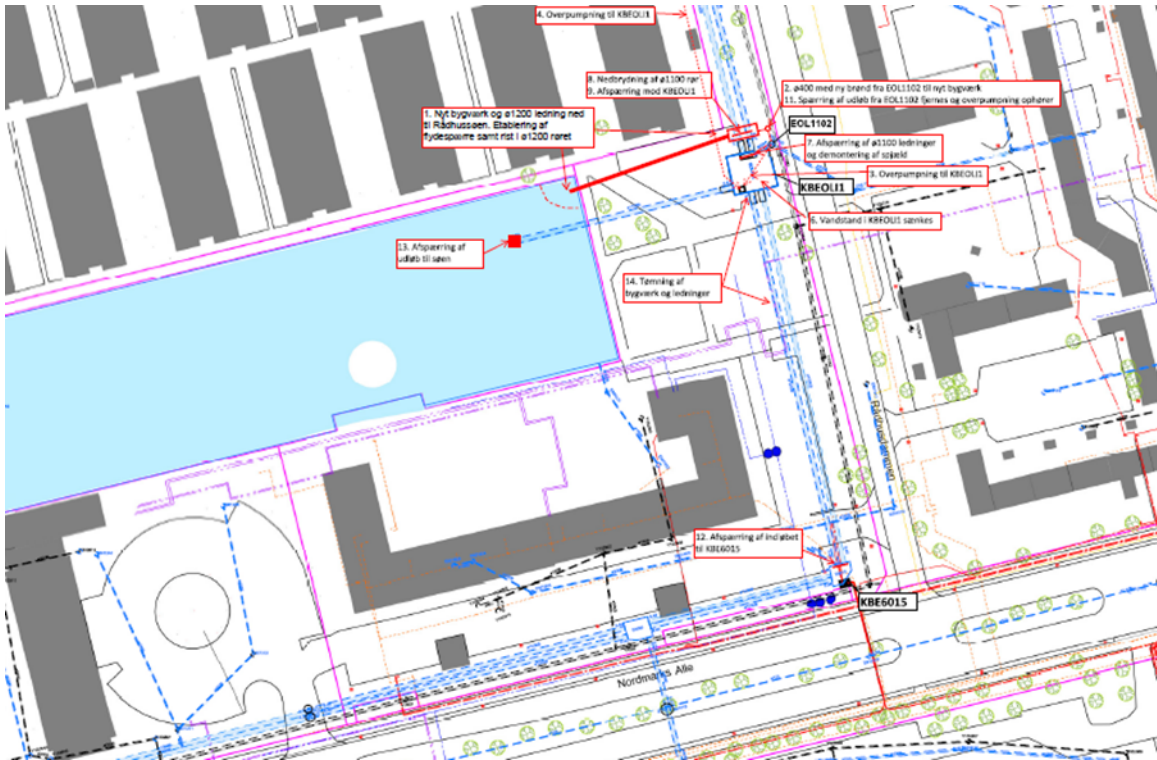 4. Overpumpning til KBEOLI1
8. Nedbrydning af ø1100 rør
9. Afspærring mod KBEOLI1
2. ø400 med ny brønd fra EOL1102 til nyt bygværk
11. Spærring af udløb fra EOL1102 fjernes og overpumpning ophører
1. Nyt bygværk og ø1200 ledning ned
til Rådhussøen. Etablering af
flydespærre samt rist i ø1200 røret
EOL1102
7. Afspærring af ø1100 ledninger
og demontering af spjæld
3. Overpumpning til KBEOLI1
KBEOLI1
6. Vandstand i KBEOLI1 sænkes
13. Afspærring af
udløb til søen
14. Tømning af
bygværk og ledninger
12. Afspærring af indløbet
til KBE6015
KBE6015
Nordmarks Alle